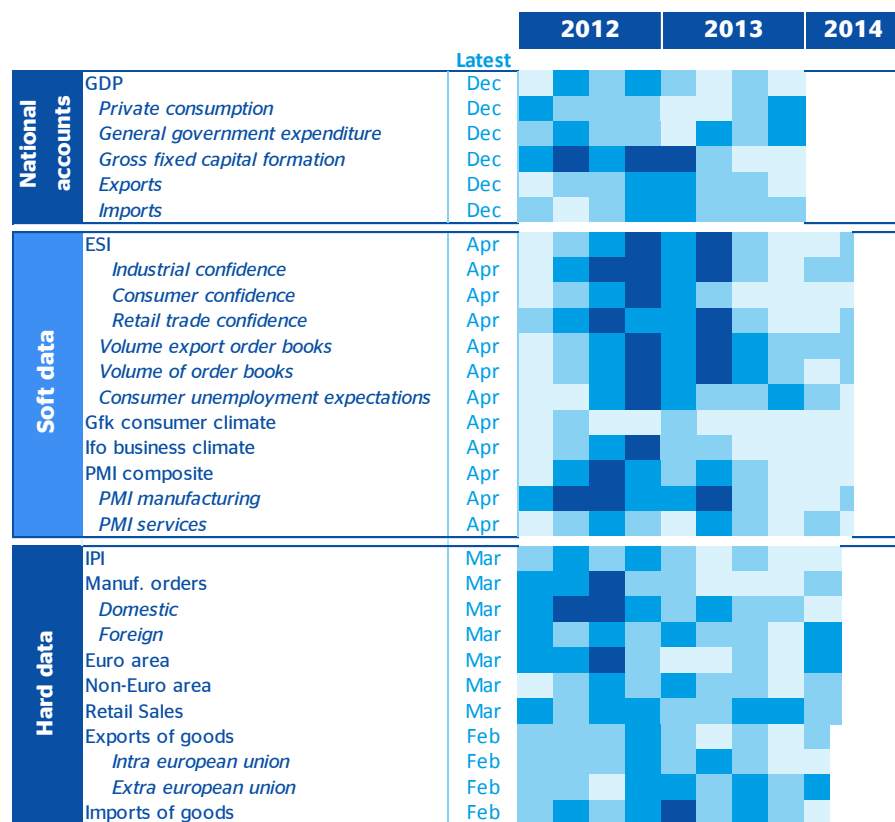 2012 2013 2014
Latest
National accounts
GDP Dec
Private consumption Dec
General government expenditure Dec
Gross fixed capital formation Dec
Exports Dec
Imports Dec
Soft data
ESI Apr
Industrial confidence Apr
Consumer confidence Apr
Retail trade confidence Apr
Volume export order books Apr
Volume of order books Apr
Consumer unemployment expectations Apr
Gfk consumer climate Apr
Ifo business climate Apr
PMI composite Apr
PMI manufacturing Apr
PMI services Apr
Hard data
IPI Mar
Manuf. orders Mar
Domestic Mar
Foreign Mar
Euro area Mar
Non-Euro area Mar
Retail Sales Mar
Exports of goods Feb
Intra european union Feb
Extra european union Feb
Imports of goods Feb